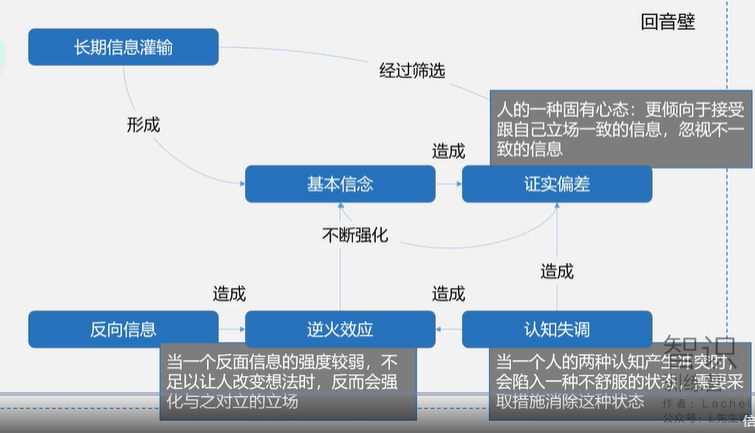 回音壁
长期信息灌输
经过筛选
形成
人的一种固有心态：更倾向于接受
跟自己立场一致的信息，忽视不一
致的信息
造成
基本信念
证实偏差
不断强化
造成
造成
造成
反向信息
逆火效应
认知失调
当一个反面信息的强度较弱，不
足以让人改变想法时，反而会强
化与之对立的立场
当一个人的两种认知产生冲突时，
会陷入一种不舒服的状态，需要采
取措施消除这种状态
智识
训练
作者：Lachel
公众号：L先生